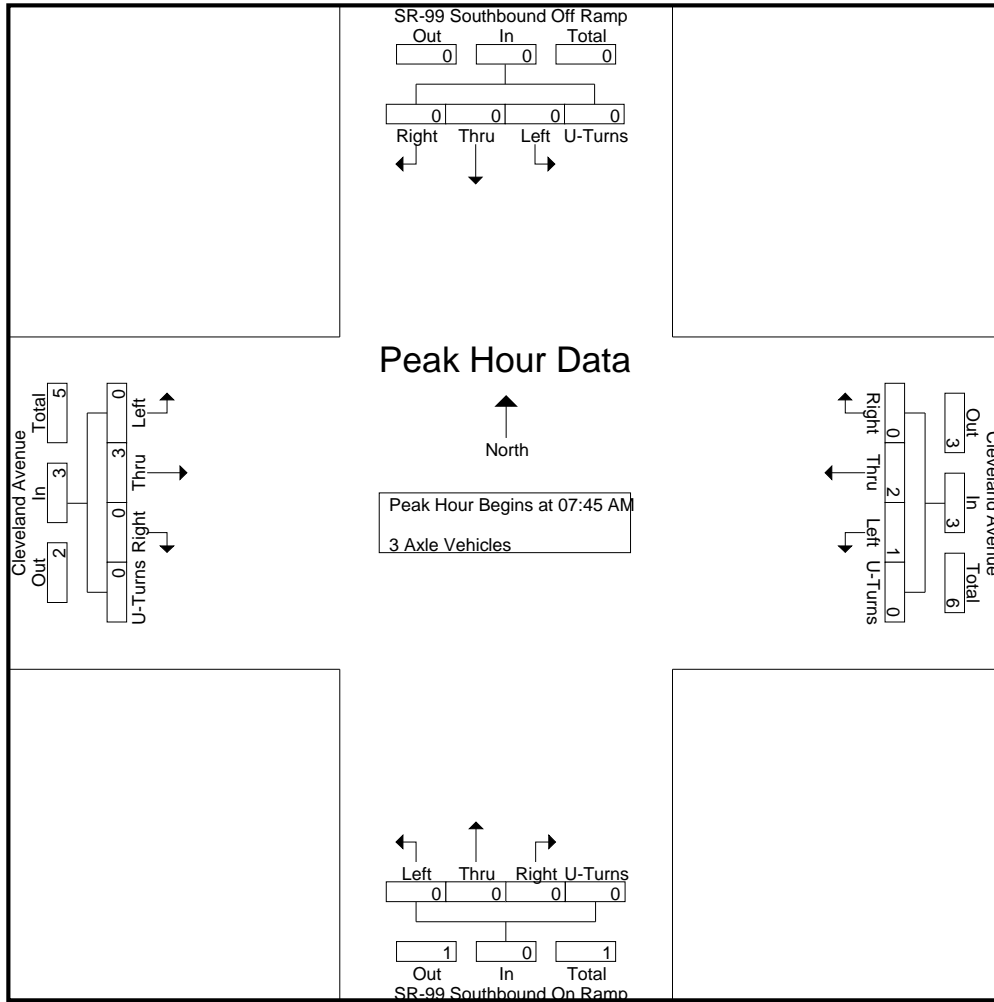 SR-99 Southbound Off Ramp
Out In Total
0 0 0
0 0 0 0
Right Thru Left U-Turns
Peak Hour Data
North
Peak Hour Begins at 07:45 AM
3 Axle Vehicles
Cleveland Avenue
Out In Total
2 3 5
0 0 3 0
U-Turns Right Thru Left
Cleveland Avenue
Out In Total
3 3 6
0 2 1 0
Right Thru Left U-Turns
Left Thru Right U-Turns
0 0 0 0
1 0 1
Out In Total
SR-99 Southbound On Ramp